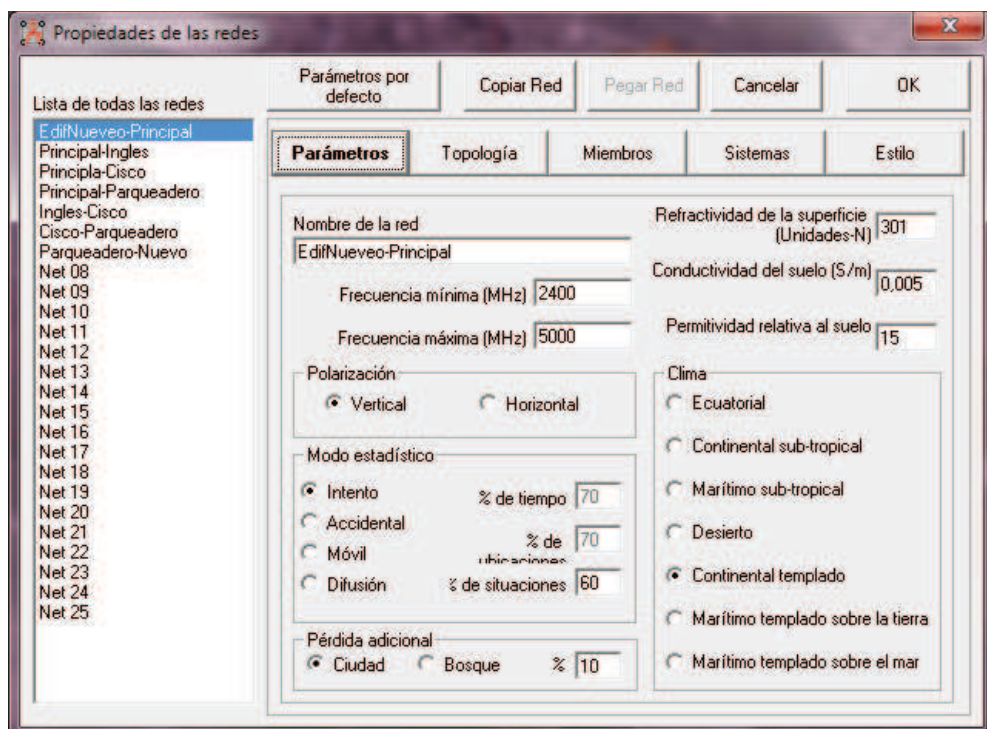 Propiedades de las redes
X
Parámetros por
defecto
Copiar Red
Pegar Red
Cancelar
OK
Lista de todas las redes
EdifNueveo-Principal
Principal-Ingles
Principla-Cisco
Principal-Parqueadero
Ingles-Cisco
Cisco-Parqueadero
Parqueadero-Nuevo
Net 08
Net 09
Net 10
Net 11
Net 12
Net 13
Net 14
Net 15
Net 16
Net 17
Net 18
Net 19
Net 20
Net 21
Net 22
Net 23
Net 24
Net 25
Parámetros
Topología
Miembros
Sistemas
Estilo
Nombre de la red
EdifNueveo-Principal
Frecuencia mínima (MHz) 2400
Frecuencia máxima (MHz) 5000
Refractividad de la superficie
(Unidades-N) 301
Conductividad del suelo (S/m) 0,005
Permitividad relativa al suelo 15
Polarización
Vertical Horizontal
Modo estadístico
Intento
Accidental
Móvil
Difusión
% de tiempo 70
% de
ubicaciones 70
% de situaciones 60
Pérdida adicional
Ciudad Bosque % 10
Clima
Ecuatorial
Continental sub-tropical
Marítimo sub-tropical
Desierto
Continental templado
Marítimo templado sobre la tierra
Marítimo templado sobre el mar